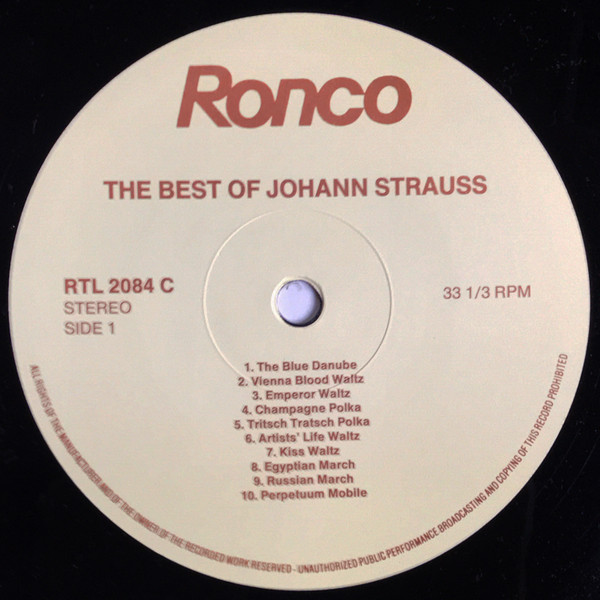 Ronco
THE BEST OF JOHANN STRAUSS
RTL 2084 C
STEREO
SIDE 1
33 1/3 RPM
1. The Blue Danube
2. Vienna Blood Waltz
3. Emperor Waltz
4. Champagne Polka
5. Tritsch Tratsch Polka
6. Artists' Life Waltz
7. Kiss Waltz
8. Egyptian March
9. Russian March
10. Perpetuum Mobile
ALL RIGHTS OF THE MANUFACTURER AND OF THE OWNER OF THE RECORDED WORK RESERVED - UNAUTHORIZED PUBLIC PERFORMANCE BROADCASTING AND COPYING OF THIS RECORD PROHIBITED